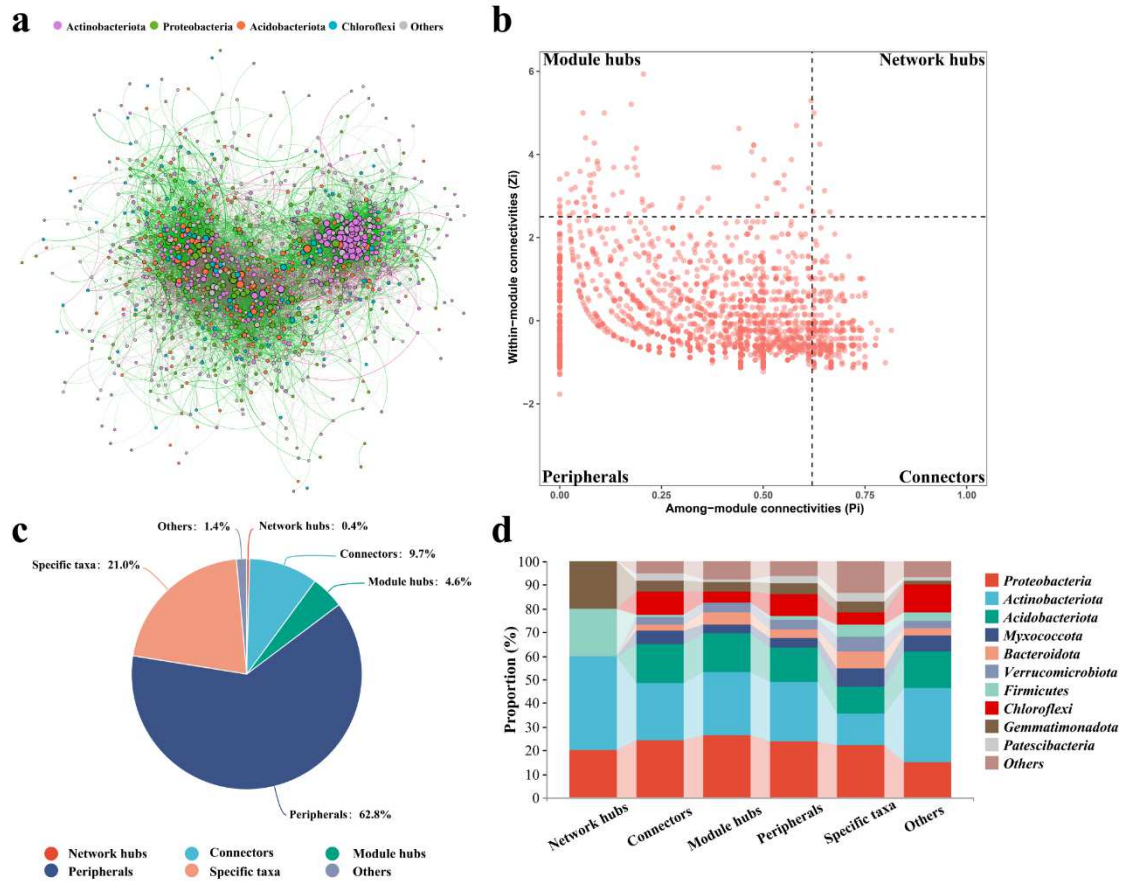 a
Actinobacteriota Proteobacteria Acidobacteriota Chloroflexi Others
b
Module hubs Network hubs
6
4
2
0
−2
Within−module connectivities (Zi)
Peripherals Connectors
0.00 0.25 0.50 0.75 1.00
Among−module connectivities (Pi)
c
Others: 1.4%
Network hubs: 0.4%
Connectors: 9.7%
Specific taxa: 21.0%
Module hubs: 4.6%
Peripherals: 62.8%
Network hubs Connectors Module hubs
Peripherals Specific taxa Others
d
100
90
80
70
60
50
40
30
20
10
0
Proportion (%)
Network hubs Connectors Module hubs Peripherals Specific taxa Others
Proteobacteria
Actinobacteriota
Acidobacteriota
Myxococcota
Bacteroidota
Verrucomicrobiota
Firmicutes
Chloroflexi
Gemmatimonadota
Patescibacteria
Others